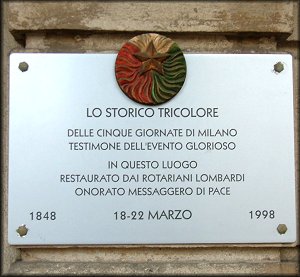 LO STORICO TRICOLORE
DELLE CINQUE GIORNATE DI MILANO
TESTIMONE DELL'EVENTO GLORIOSO
IN QUESTO LUOGO
RESTAURATO DAI ROTARIANI LOMBARDI
ONORATO MESSAGGERO DI PACE
1848 18-22 MARZO 1998